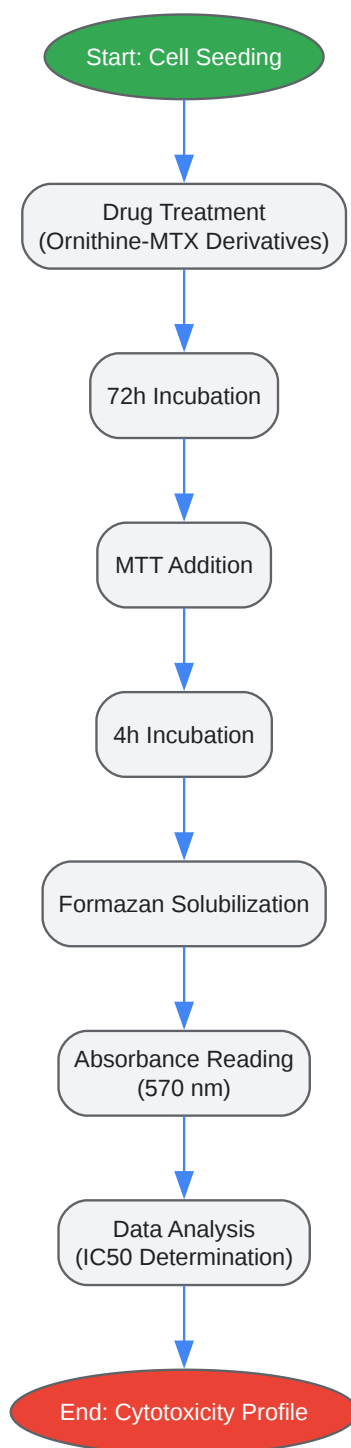 Start: Cell Seeding
Drug Treatment
(Ornithine-MTX Derivatives)
72h Incubation
MTT Addition
4h Incubation
Formazan Solubilization
Absorbance Reading
(570 nm)
Data Analysis
(IC50 Determination)
End: Cytotoxicity Profile